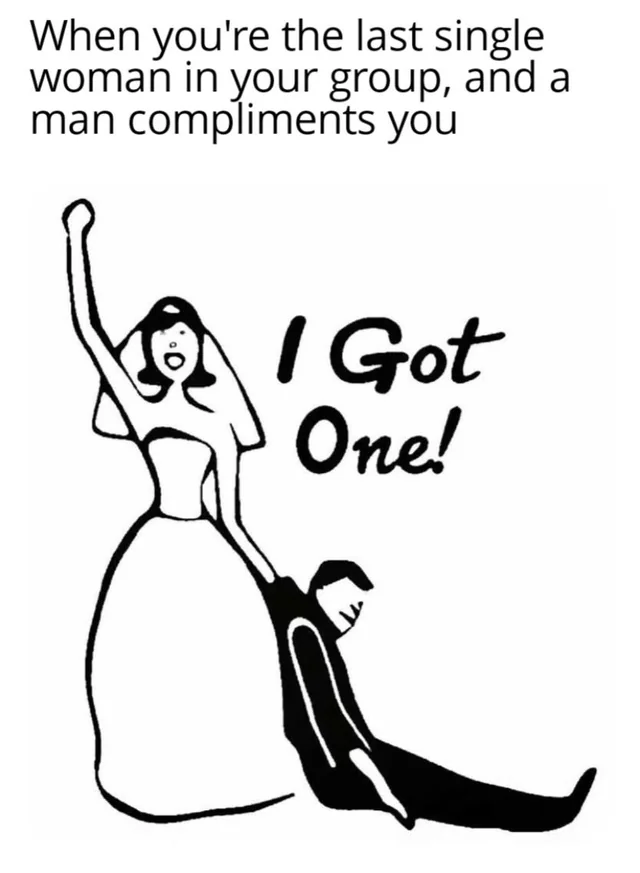 When you're the last single
woman in your group, and a
man compliments you
I Got
One!